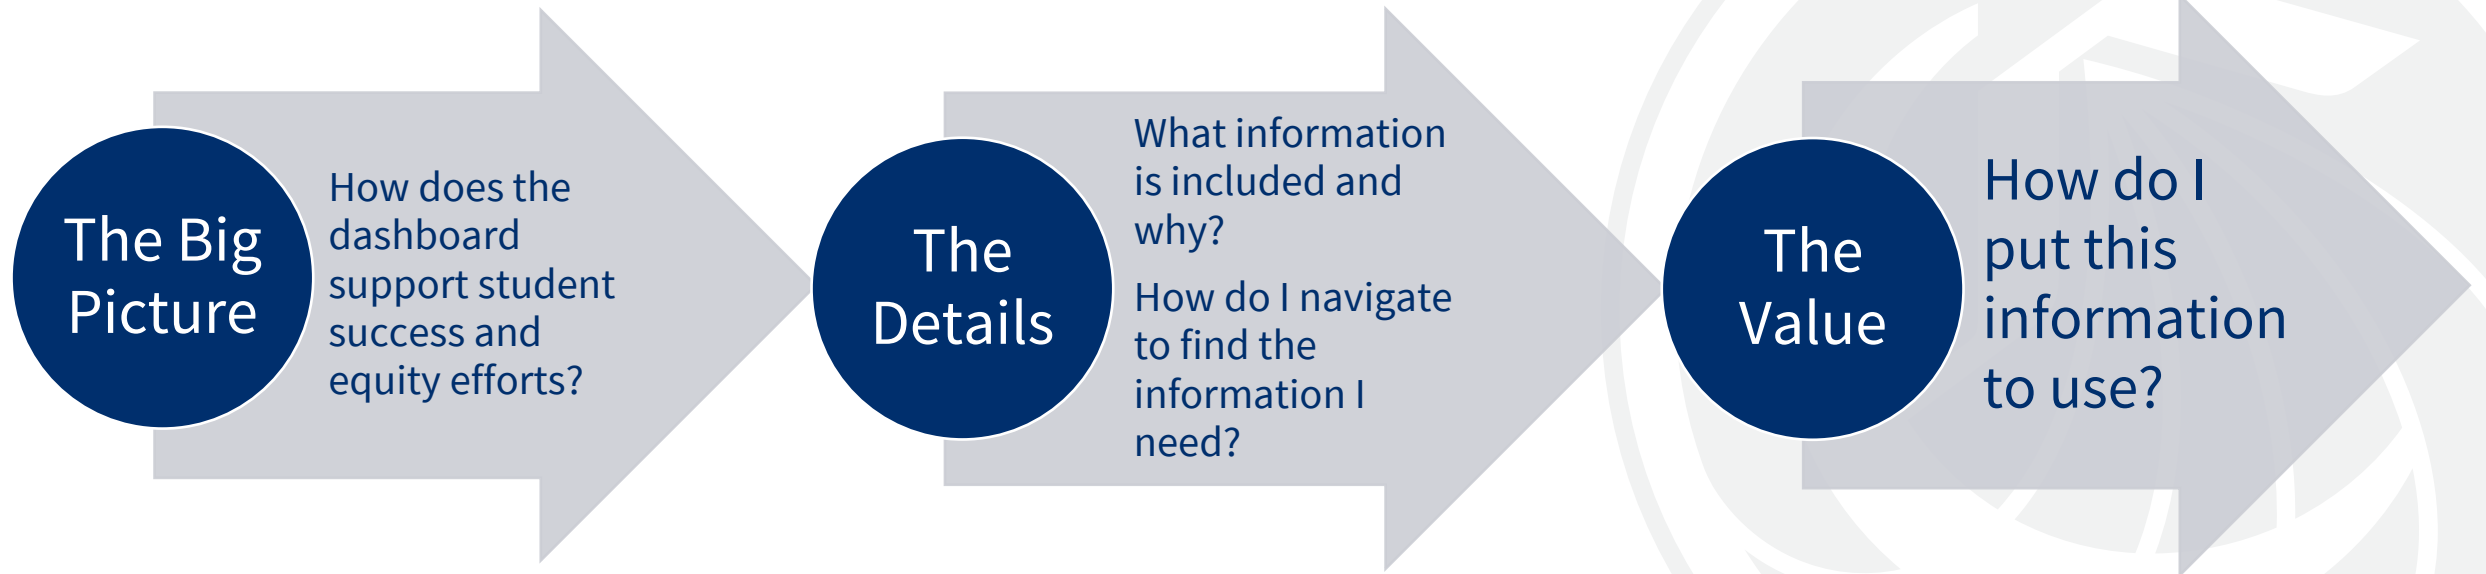 The Big
Picture
How does the
dashboard
support student
success and
equity efforts?
The
Details
What information
is included and
why?
How do I navigate
to find the
information I
need?
The
Value
How do I
put this
information
to use?